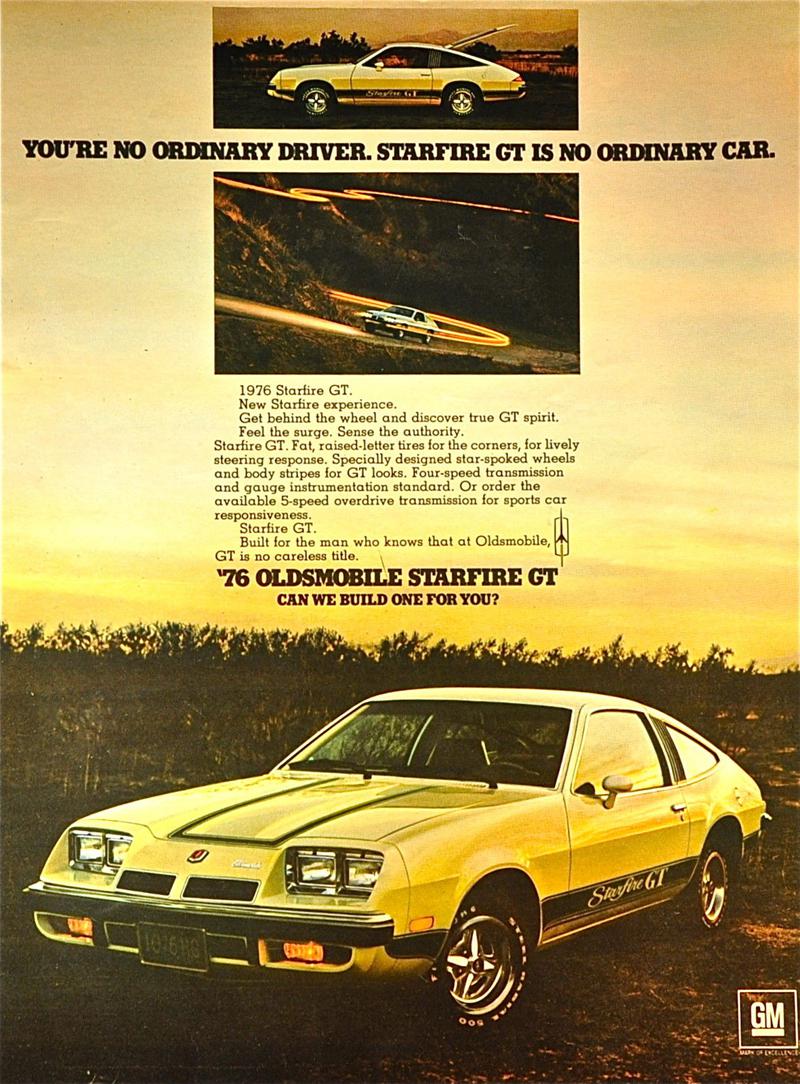 Starfire GT
YOU'RE NO ORDINARY DRIVER. STARFIRE GT IS NO ORDINARY CAR.
1976 Starfire GT.
New Starfire experience.
Get behind the wheel and discover true GT spirit.
Feel the surge. Sense the authority.
Starfire GT. Fat, raised-letter tires for the corners, for lively
steering response. Specially designed star-spoked wheels
and body stripes for GT looks. Four-speed transmission
and gauge instrumentation standard. Or order the
available 5-speed overdrive transmission for sports car
responsiveness.
Starfire GT.
Built for the man who knows that at Oldsmobile,
GT is no careless title.
'76 OLDSMOBILE STARFIRE GT
CAN WE BUILD ONE FOR YOU?
Starfire GT
500
GM
MARK OF EXCELLENCE